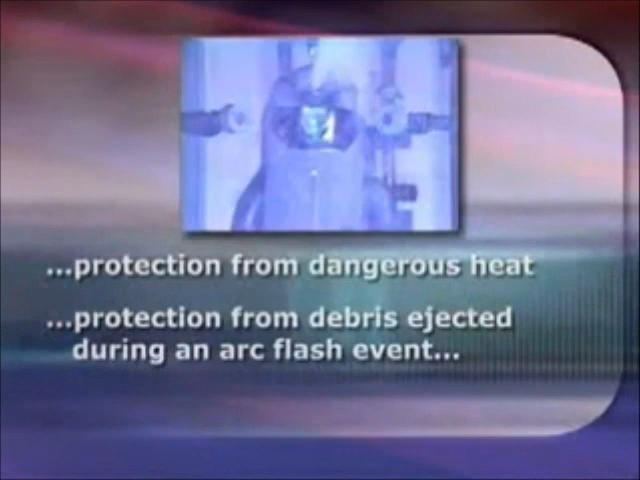 ...protection from dangerous heat
...protection from debris ejected
during an arc flash event...